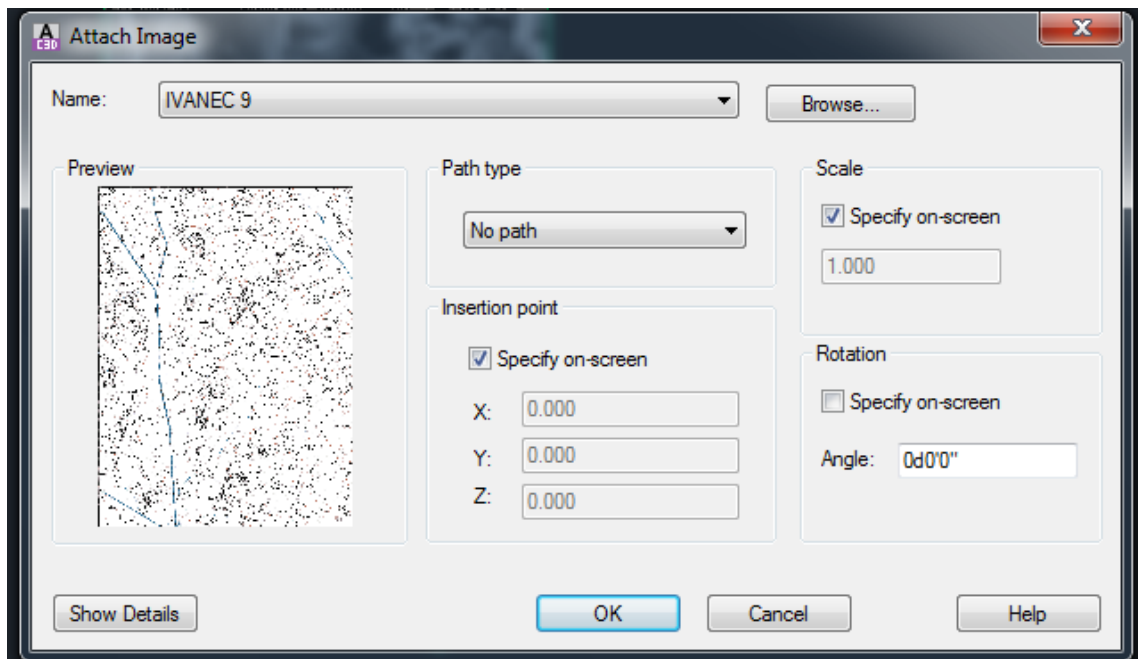 A
C3D
Attach Image
X
Name:
IVANEC 9
Browse...
Preview
Path type
No path
Insertion point
Specify on-screen
X:
0.000
Y:
0.000
Z:
0.000
Scale
Specify on-screen
1.000
Rotation
Specify on-screen
Angle:
0d0'0"
Show Details
OK
Cancel
Help